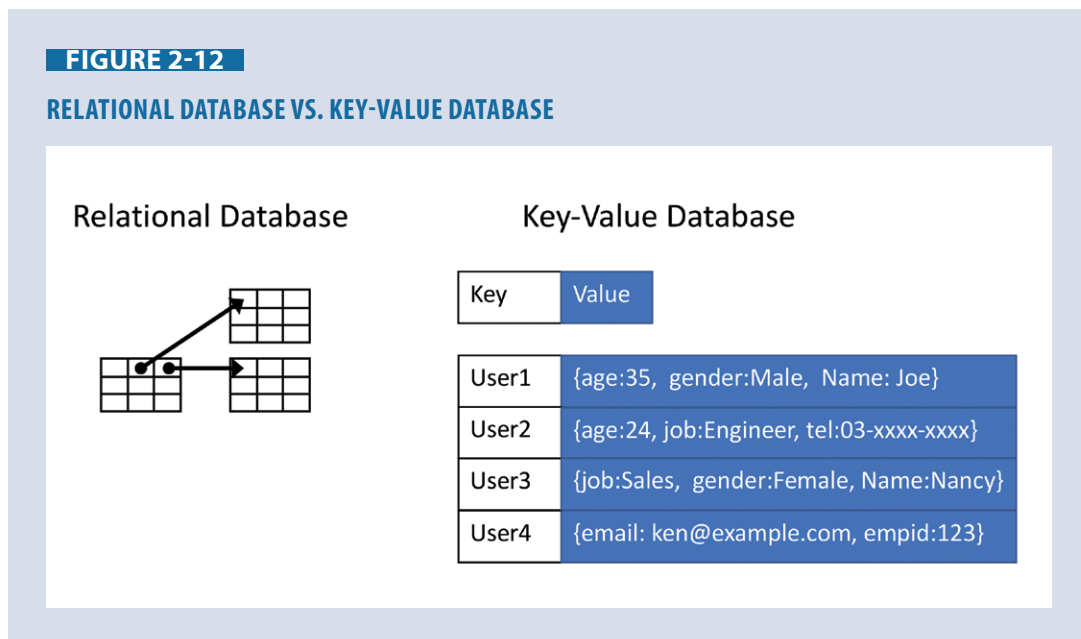 FIGURE 2-12
RELATIONAL DATABASE VS. KEY-VALUE DATABASE
Relational Database
Key-Value Database
Key Value
User1 {age:35, gender:Male, Name: Joe}
User2 {age:24, job:Engineer, tel:03-xxxx-xxxx}
User3 {job:Sales, gender:Female, Name:Nancy}
User4 {email: ken@example.com, empid:123}